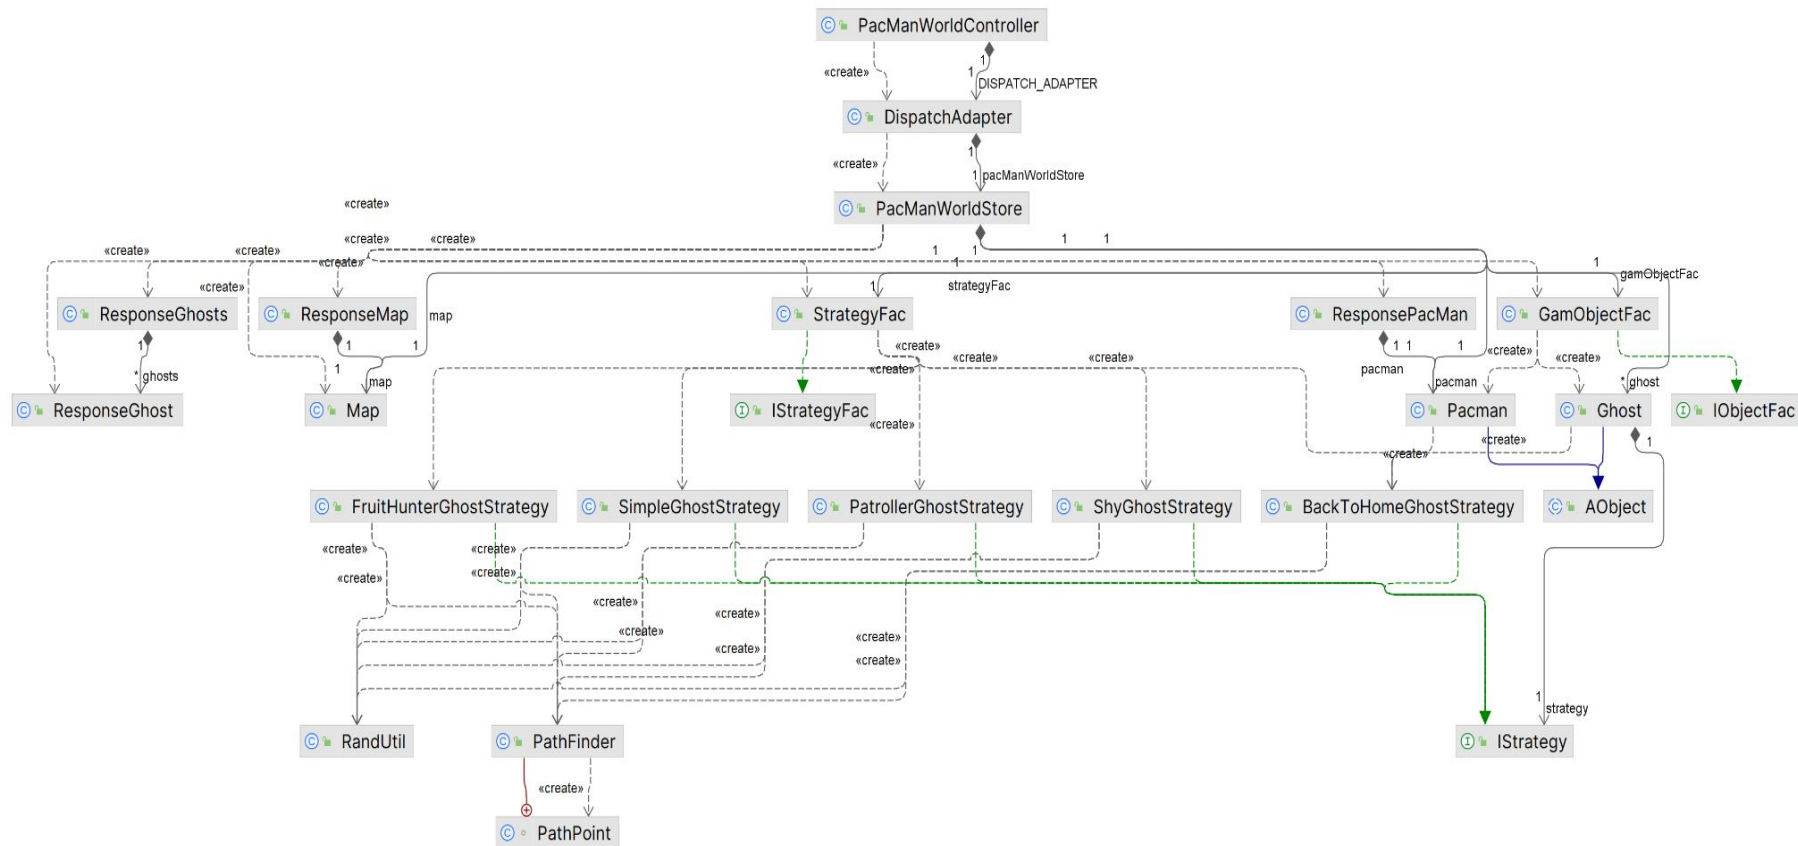 PacManWorldController
1
«create»
1
DISPATCH_ADAPTER
DispatchAdapter
1
«create»
1 pacManWorldStore
«create»
PacManWorldStore
«create» «create» 1 1
«create» «create» 1 1
«create» 1 1
«create» 1 strategyFac gamObjectFac
ResponseGhosts ResponseMap map StrategyFac ResponsePacMan GamObjectFac
1 1 1 «create» 1 1 1 «create»
«create» «create» «create»
1 «create» pacman
* ghosts map pacman * ghost
ResponseGhost Map IStrategyFac Pacman Ghost IObjectFac
«create»
«create» 1
«create»
FruitHunterGhostStrategy SimpleGhostStrategy PatrollerGhostStrategy ShyGhostStrategy BackToHomeGhostStrategy AObject
«create» «create»
«create» «create»
«create» «create»
«create» «create»
«create» «create»
1
strategy
RandUtil PathFinder IStrategy
«create»
PathPoint